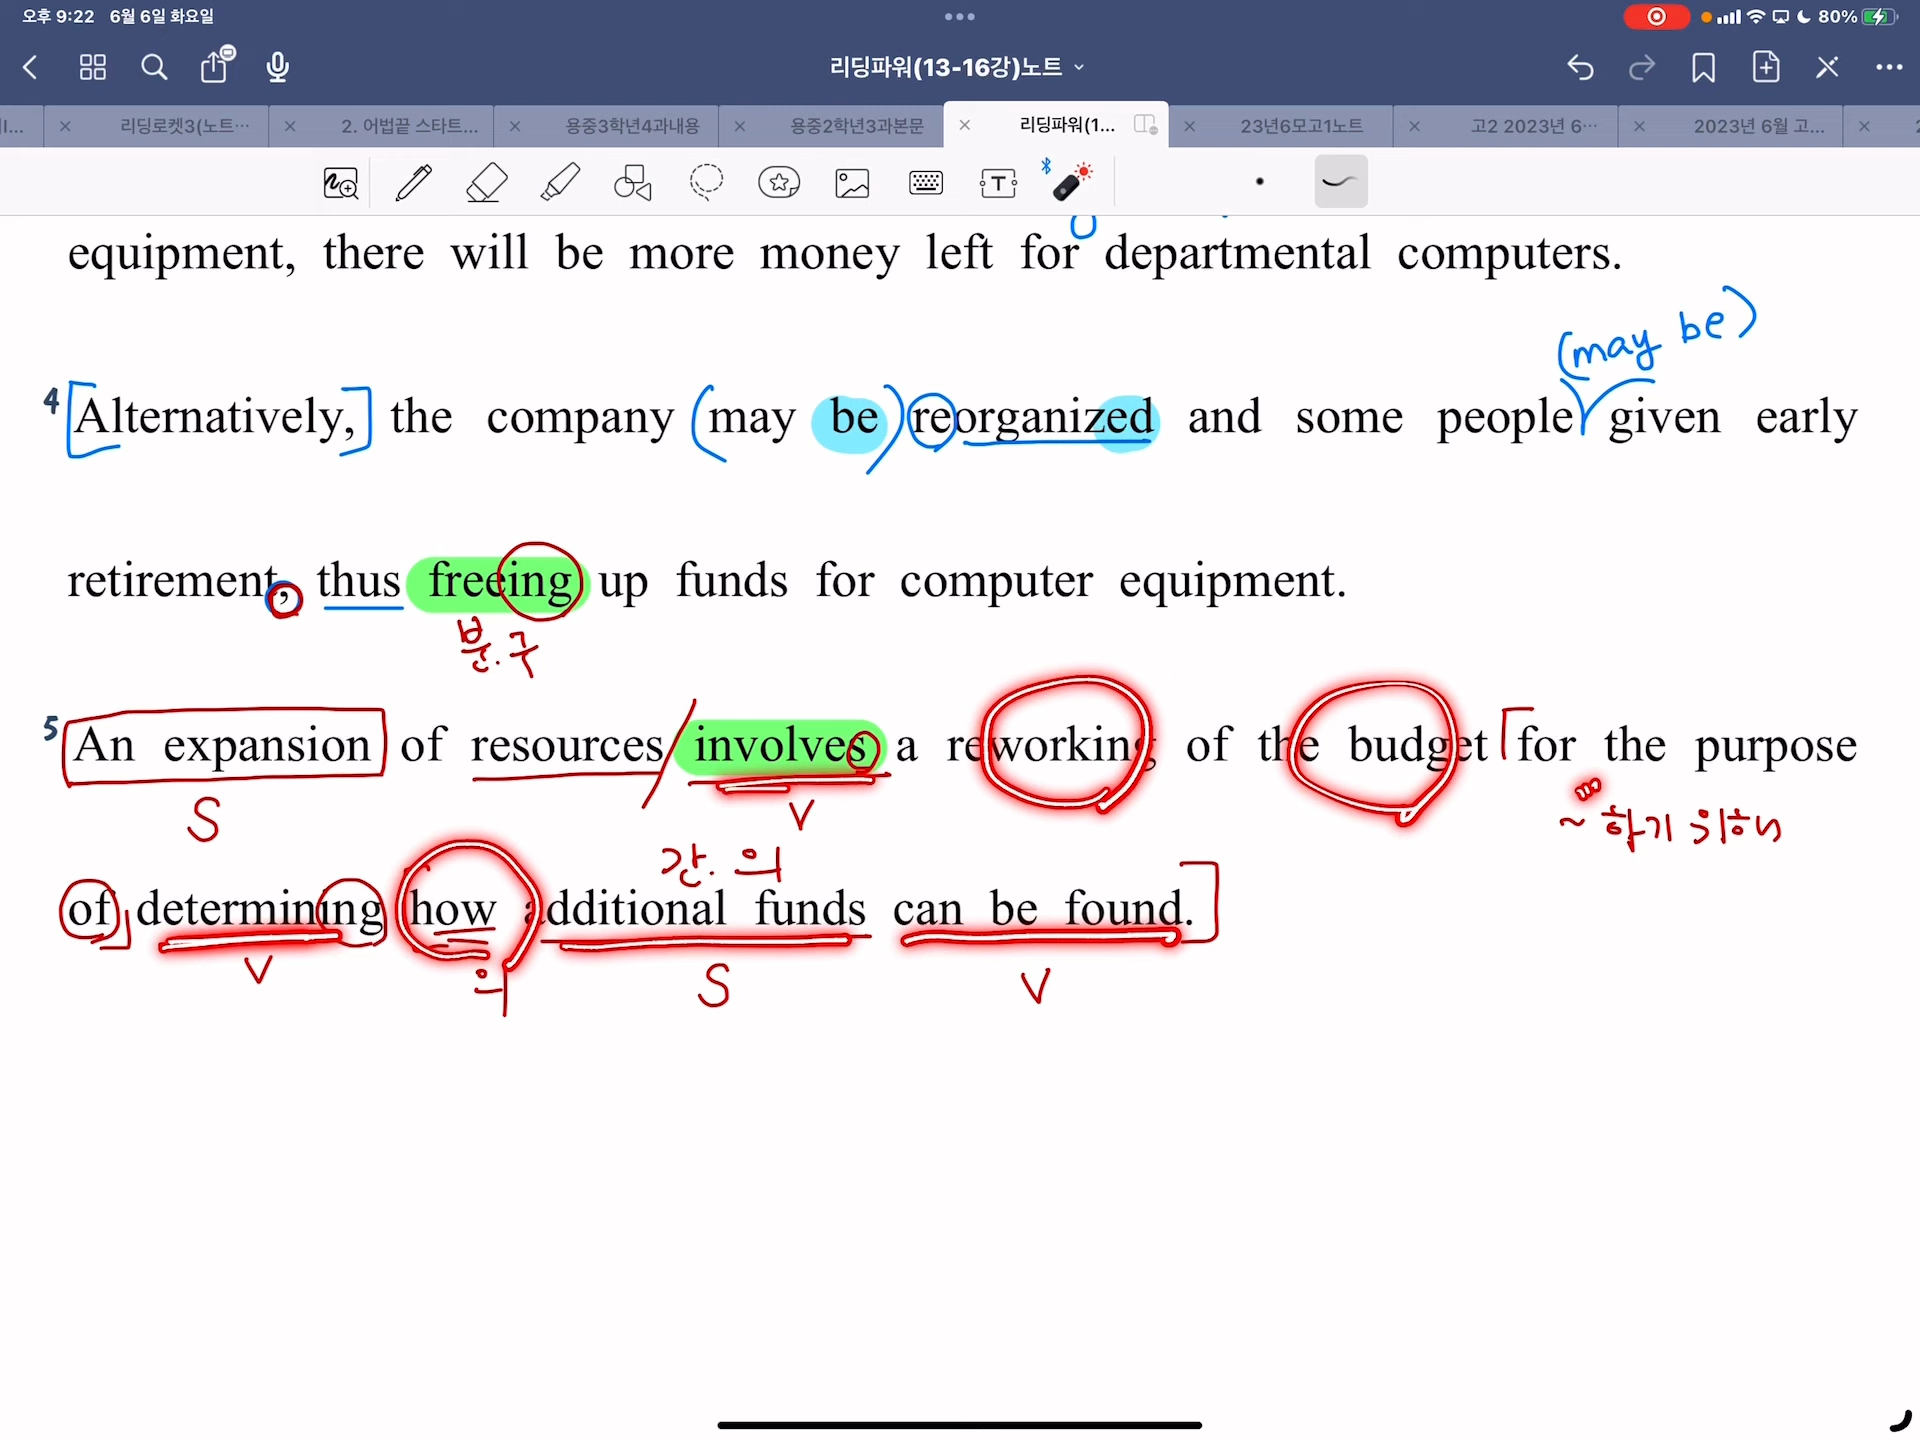 오후 9:22 6월 6일 화요일
80%
리딩파워(13-16강)노트
리딩로켓3(노트… 2. 어법끝 스타트… 용중3학년4과내용 용중2학년3과본문 리딩파워(1… 23년6모고1노트 고2 2023년 6… 2023년 6월 고…
equipment, there will be more money left for departmental computers.
(may be)
4 [Alternatively,] the company (may be) reorganized and some people given early
retirement, thus freeing up funds for computer equipment.
분.구
5 An expansion of resources / involves a reworking of the budget [for the purpose
S V ~하기 위해
간.의
of] determining how additional funds can be found.]
V 의 S V